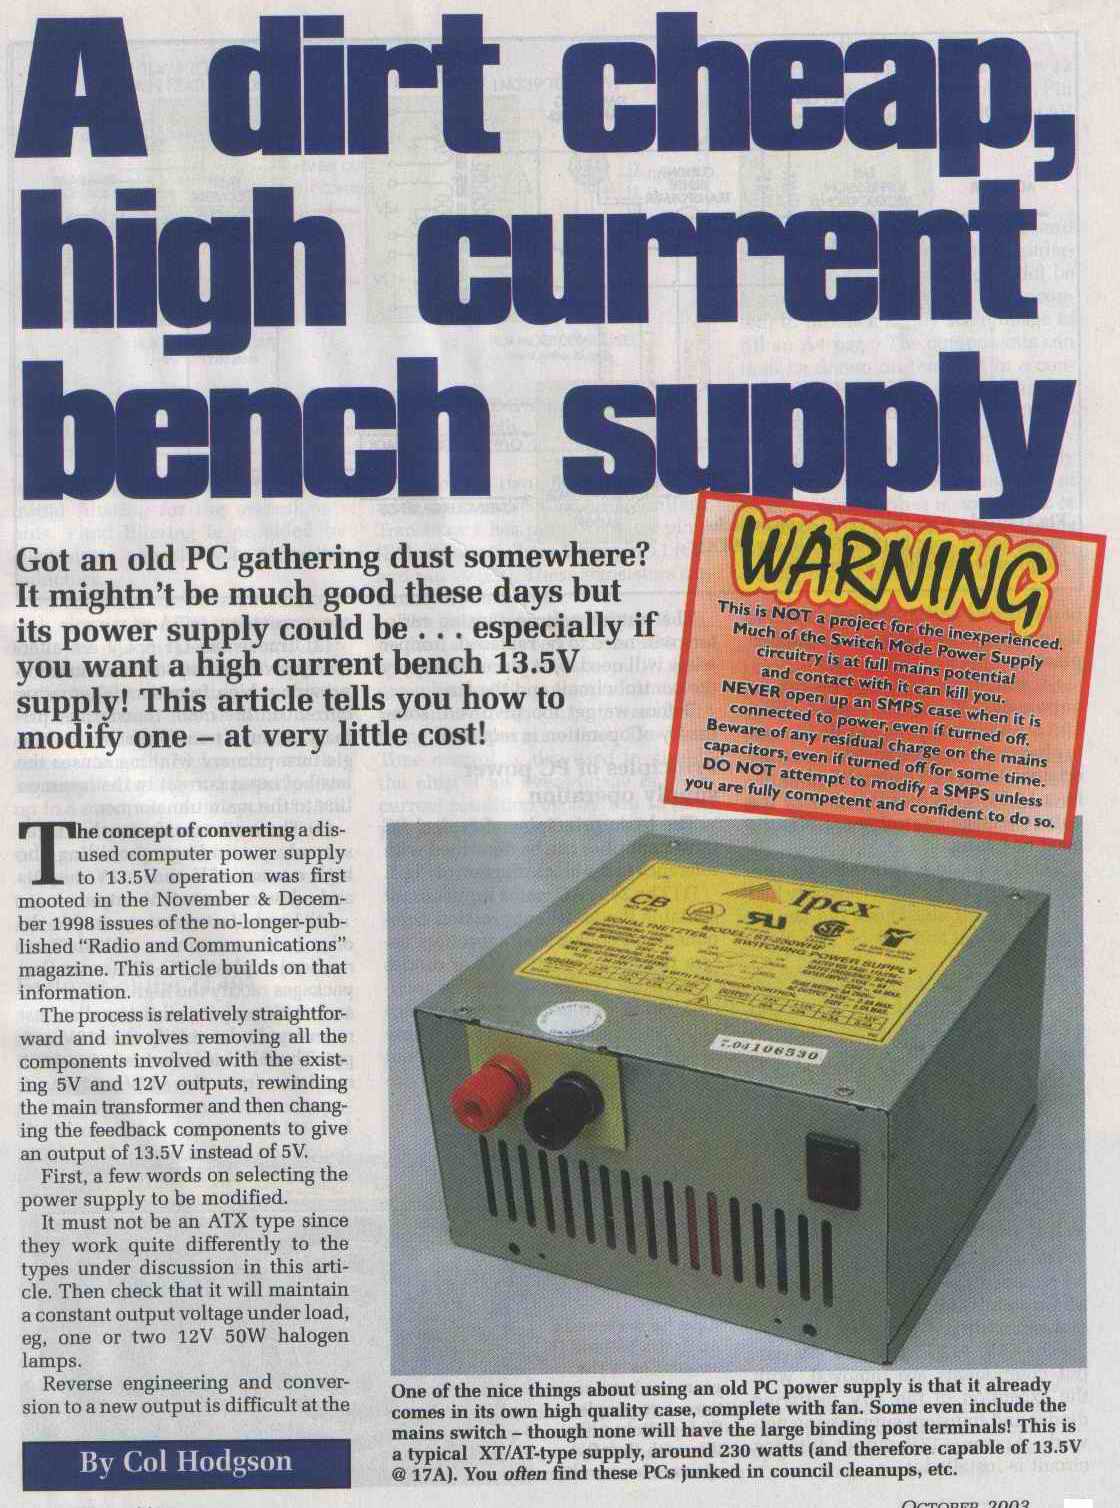 A dirt cheap,
high current
bench supply
Got an old PC gathering dust somewhere?
It mightn't be much good these days but
its power supply could be . . . especially if
you want a high current bench 13.5V
supply! This article tells you how to
modify one – at very little cost!
WARNING
This is NOT a project for the inexperienced.
Much of the Switch Mode Power Supply
circuitry is at full mains potential
and contact with it can kill you.
NEVER open up an SMPS case when it is
connected to power, even if turned off.
Beware of any residual charge on the mains
capacitors, even if turned off for some time.
DO NOT attempt to modify a SMPS unless
you are fully competent and confident to do so.
The concept of converting a dis-
used computer power supply
to 13.5V operation was first
mooted in the November & Decem-
ber 1998 issues of the no-longer-pub-
lished “Radio and Communications”
magazine. This article builds on that
information.
The process is relatively straightfor-
ward and involves removing all the
components involved with the exist-
ing 5V and 12V outputs, rewinding
the main transformer and then chang-
ing the feedback components to give
an output of 13.5V instead of 5V.
First, a few words on selecting the
power supply to be modified.
It must not be an ATX type since
they work quite differently to the
types under discussion in this arti-
cle. Then check that it will maintain
a constant output voltage under load,
eg, one or two 12V 50W halogen
lamps.
Reverse engineering and conver-
sion to a new output is difficult at the
By Col Hodgson
Ipex
CB
SWITCHING POWER SUPPLY
7.04106530
One of the nice things about using an old PC power supply is that it already
comes in its own high quality case, complete with fan. Some even include the
mains switch – though none will have the large binding post terminals! This is
a typical XT/AT-type supply, around 230 watts (and therefore capable of 13.5V
@ 17A). You often find these PCs junked in council cleanups, etc.
OCTOBER 2003